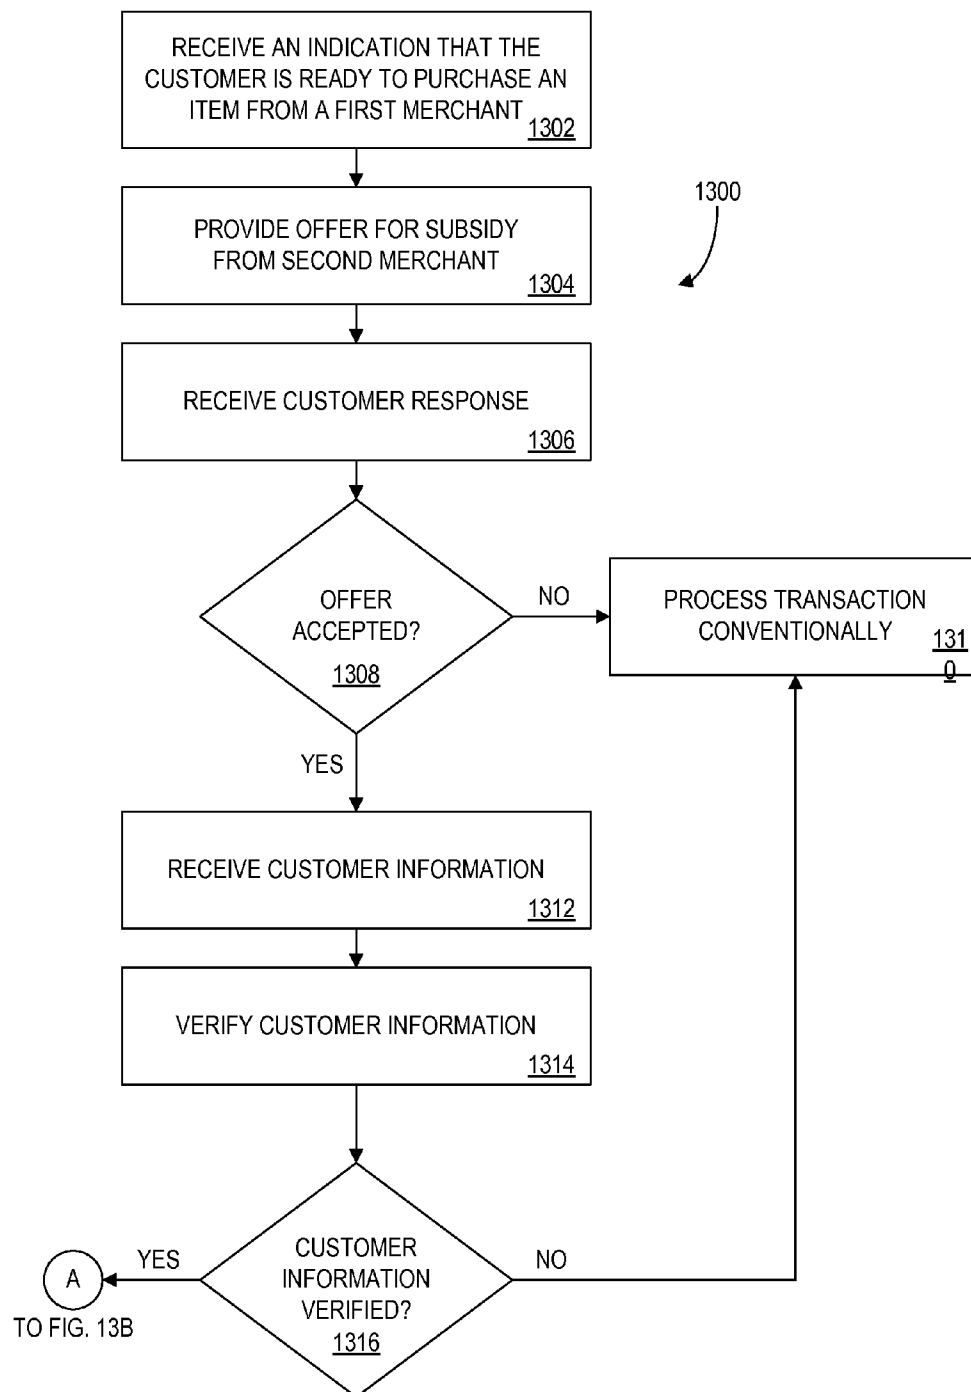 RECEIVE AN INDICATION THAT THE
CUSTOMER IS READY TO PURCHASE AN
ITEM FROM A FIRST MERCHANT
1302
1300
PROVIDE OFFER FOR SUBSIDY
FROM SECOND MERCHANT
1304
RECEIVE CUSTOMER RESPONSE
1306
OFFER
ACCEPTED?
1308
NO
PROCESS TRANSACTION
CONVENTIONALLY
131
0
YES
RECEIVE CUSTOMER INFORMATION
1312
VERIFY CUSTOMER INFORMATION
1314
CUSTOMER
INFORMATION
VERIFIED?
1316
YES
NO
A
TO FIG. 13B